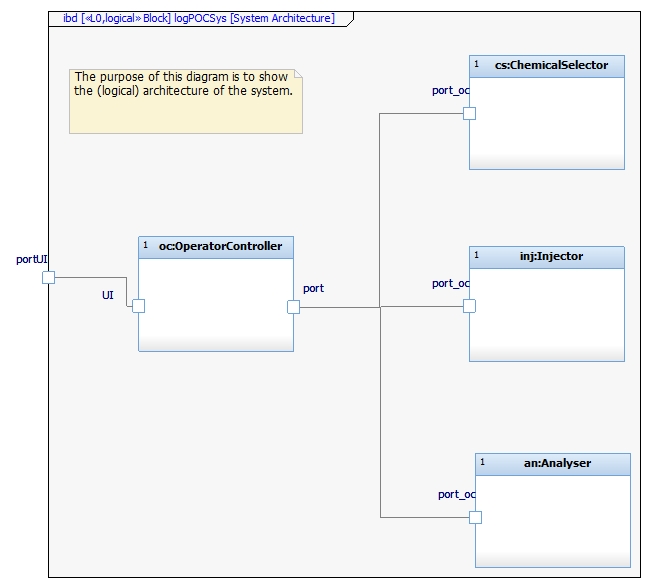 ibd [«L0,logical» Block] logPOCSys [System Architecture]
The purpose of this diagram is to show
the (logical) architecture of the system.
1 cs:ChemicalSelector
port_oc
1 oc:OperatorController
1 inj:Injector
portUI
UI
port
port_oc
1 an:Analyser
port_oc